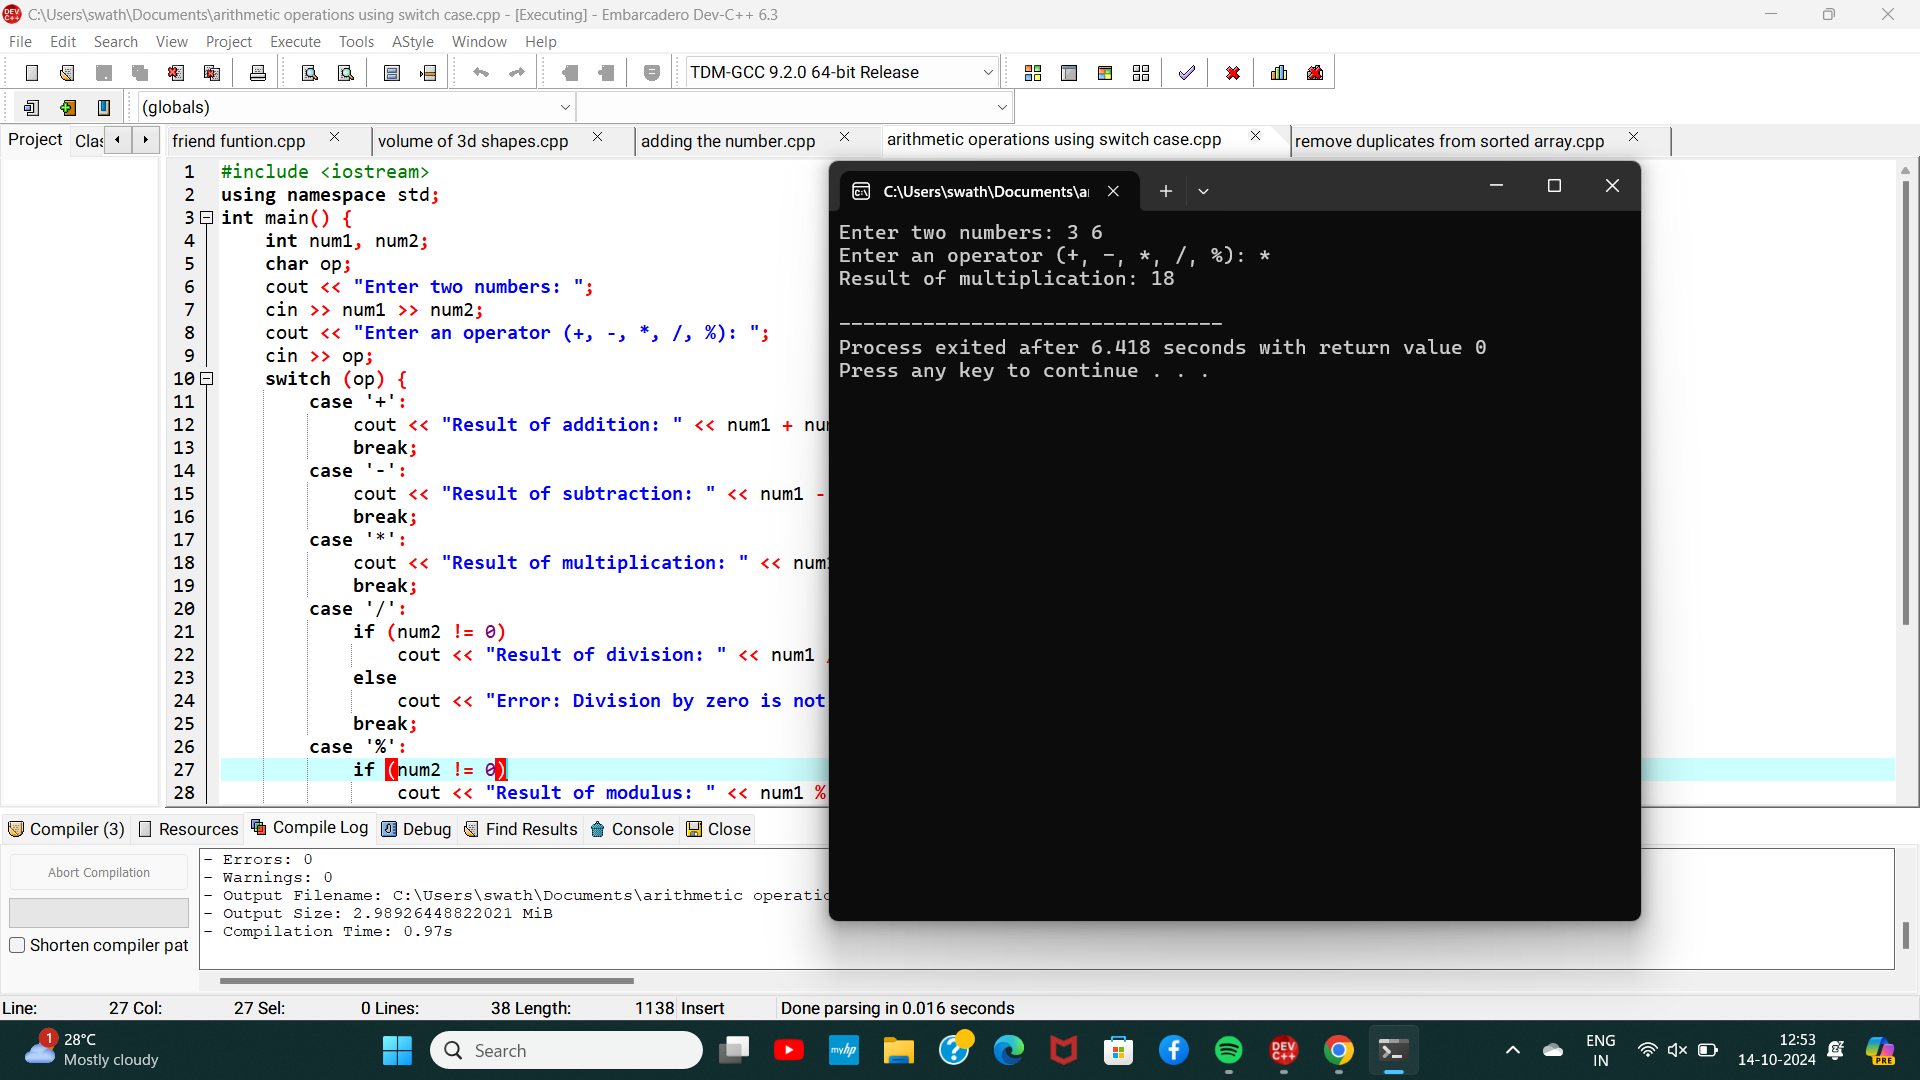 C:\Users\swath\Documents\arithmetic operations using switch case.cpp - [Executing] - Embarcadero Dev-C++ 6.3
File Edit Search View Project Execute Tools AStyle Window Help
TDM-GCC 9.2.0 64-bit Release
(globals)
Project Clas friend funtion.cpp volume of 3d shapes.cpp adding the number.cpp arithmetic operations using switch case.cpp remove duplicates from sorted array.cpp
1 #include <iostream>
2 using namespace std;
3 int main() {
4 int num1, num2;
5 char op;
6 cout << "Enter two numbers: ";
7 cin >> num1 >> num2;
8 cout << "Enter an operator (+, -, *, /, %): ";
9 cin >> op;
10 switch (op) {
11 case '+':
12 cout << "Result of addition: " << num1 + nu
13 break;
14 case '-':
15 cout << "Result of subtraction: " << num1 -
16 break;
17 case '*':
18 cout << "Result of multiplication: " << num
19 break;
20 case '/':
21 if (num2 != 0)
22 cout << "Result of division: " << num1
23 else
24 cout << "Error: Division by zero is not
25 break;
26 case '%':
27 if (num2 != 0)
28 cout << "Result of modulus: " << num1 %
C:\Users\swath\Documents\a
Enter two numbers: 3 6
Enter an operator (+, -, *, /, %): *
Result of multiplication: 18
--------------------------------
Process exited after 6.418 seconds with return value 0
Press any key to continue . . .
Compiler (3) Resources Compile Log Debug Find Results Console Close
Abort Compilation
Shorten compiler pat
- Errors: 0
- Warnings: 0
- Output Filename: C:\Users\swath\Documents\arithmetic operatio
- Output Size: 2.98926448822021 MiB
- Compilation Time: 0.97s
Line: 27 Col: 27 Sel: 0 Lines: 38 Length: 1138 Insert Done parsing in 0.016 seconds
1
28°C
Mostly cloudy
Search
myhp
DEV C++
ENG
IN
12:53
14-10-2024
PRE